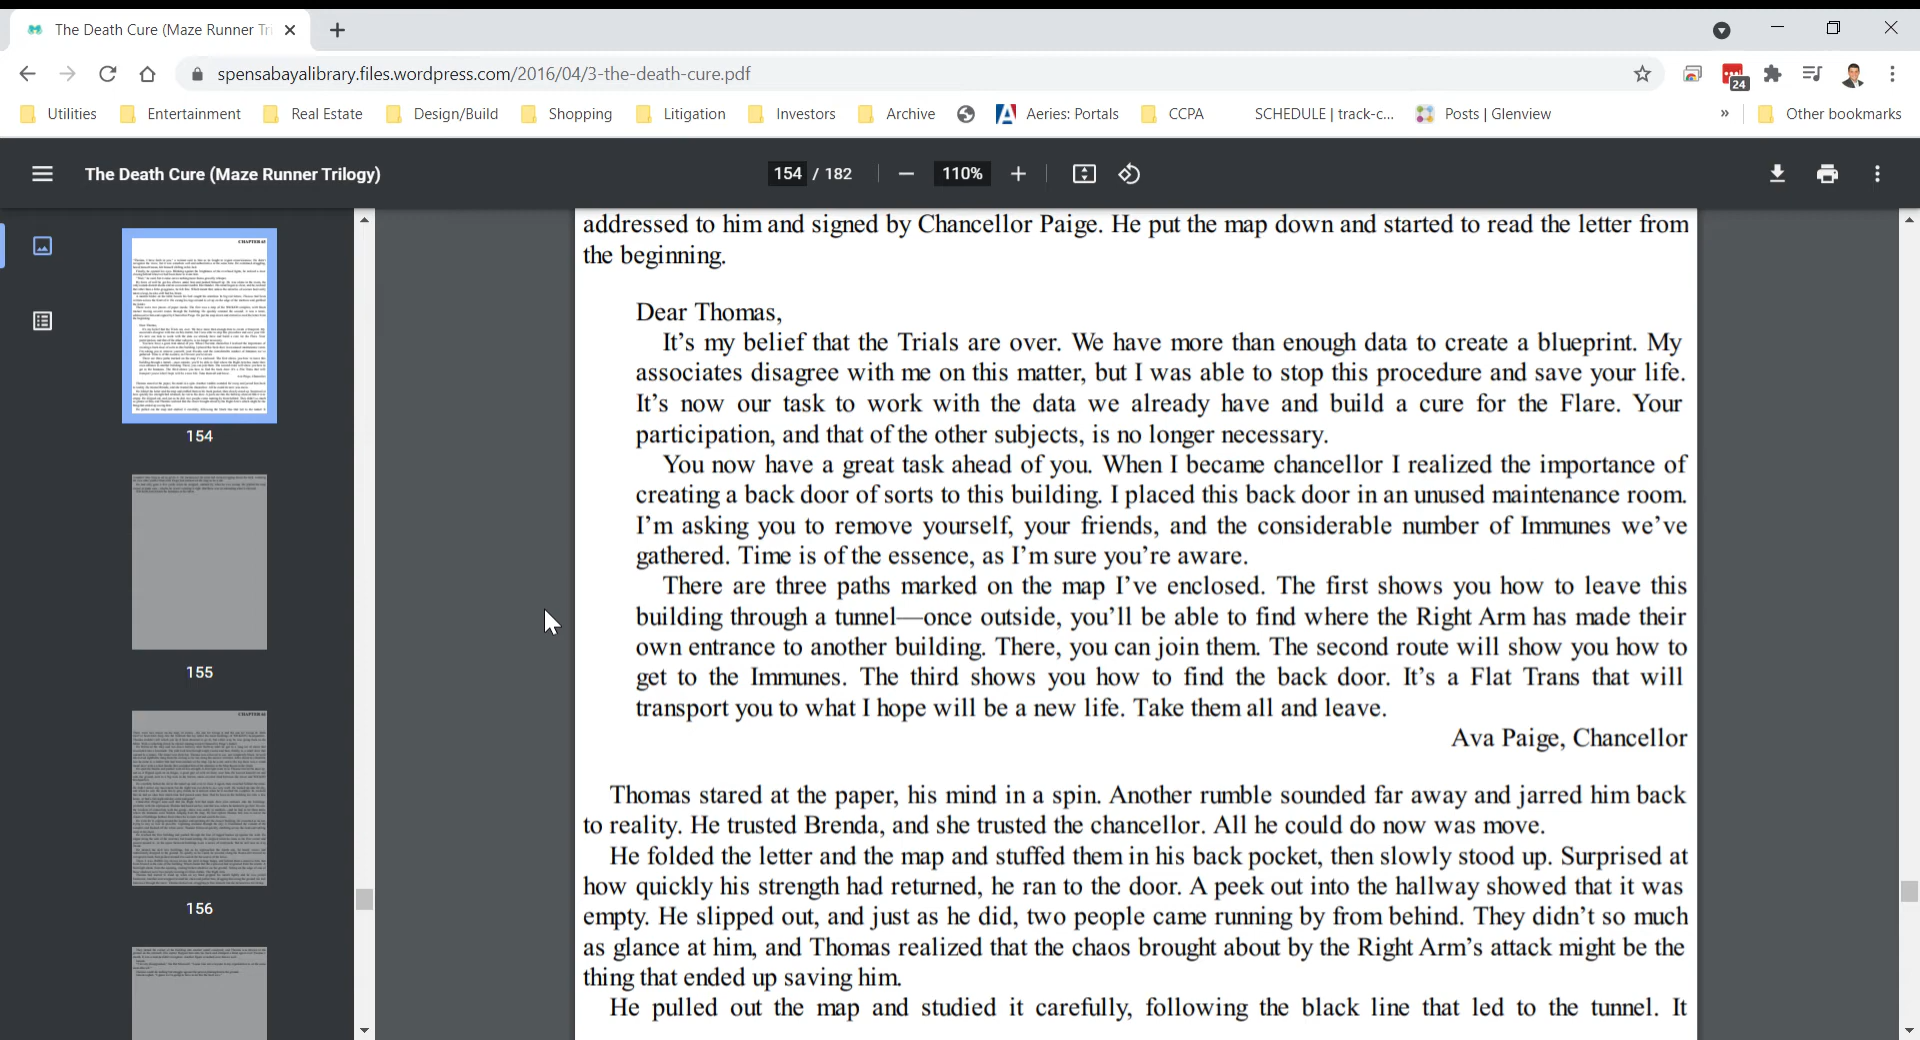 The Death Cure (Maze Runner Tri
spensabayalibrary.files.wordpress.com/2016/04/3-the-death-cure.pdf
24
Utilities Entertainment Real Estate Design/Build Shopping Litigation Investors Archive Aeries: Portals CCPA SCHEDULE | track-c... Posts | Glenview » Other bookmarks
The Death Cure (Maze Runner Trilogy) 154 / 182 110%
154
155
156
addressed to him and signed by Chancellor Paige. He put the map down and started to read the letter from
the beginning.
Dear Thomas,
It’s my belief that the Trials are over. We have more than enough data to create a blueprint. My
associates disagree with me on this matter, but I was able to stop this procedure and save your life.
It’s now our task to work with the data we already have and build a cure for the Flare. Your
participation, and that of the other subjects, is no longer necessary.
You now have a great task ahead of you. When I became chancellor I realized the importance of
creating a back door of sorts to this building. I placed this back door in an unused maintenance room.
I’m asking you to remove yourself, your friends, and the considerable number of Immunes we’ve
gathered. Time is of the essence, as I’m sure you’re aware.
There are three paths marked on the map I’ve enclosed. The first shows you how to leave this
building through a tunnel—once outside, you’ll be able to find where the Right Arm has made their
own entrance to another building. There, you can join them. The second route will show you how to
get to the Immunes. The third shows you how to find the back door. It’s a Flat Trans that will
transport you to what I hope will be a new life. Take them all and leave.
Ava Paige, Chancellor
Thomas stared at the paper, his mind in a spin. Another rumble sounded far away and jarred him back
to reality. He trusted Brenda, and she trusted the chancellor. All he could do now was move.
He folded the letter and the map and stuffed them in his back pocket, then slowly stood up. Surprised at
how quickly his strength had returned, he ran to the door. A peek out into the hallway showed that it was
empty. He slipped out, and just as he did, two people came running by from behind. They didn’t so much
as glance at him, and Thomas realized that the chaos brought about by the Right Arm’s attack might be the
thing that ended up saving him.
He pulled out the map and studied it carefully, following the black line that led to the tunnel. It